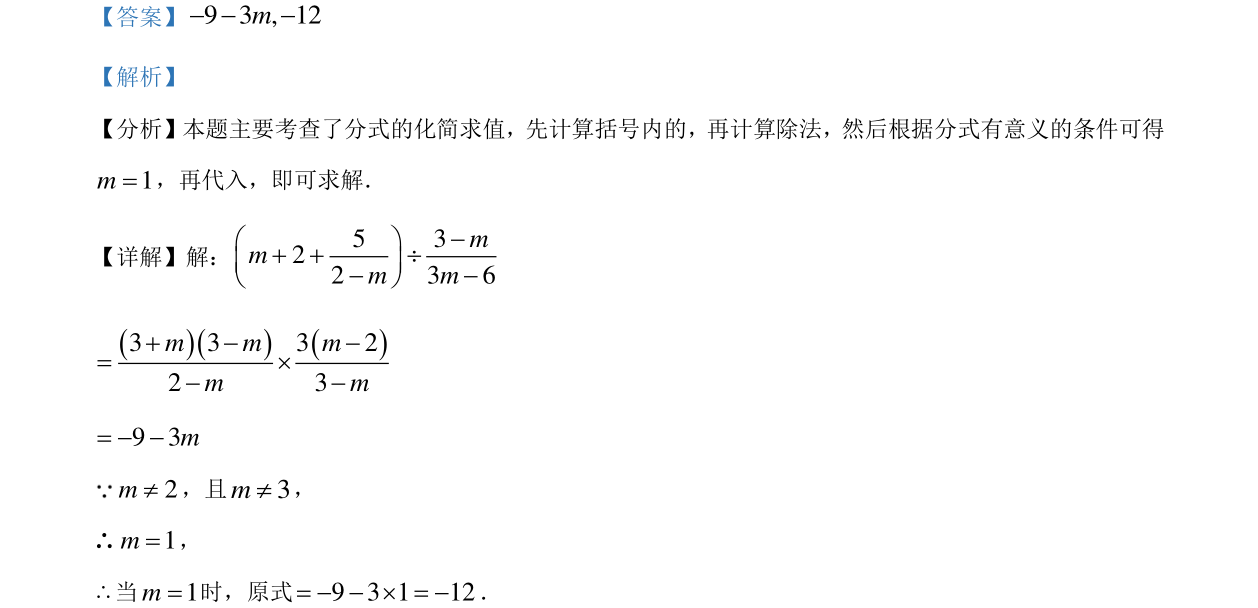 【答案】−9−3m,−12
【解析】
【分析】本题主要考查了分式的化简求值，先计算括号内的，再计算除法，然后根据分式有意义的条件可得
m=1，再代入，即可求解．
【详解】解：(m+2+\frac{5}{2−m})÷\frac{3−m}{3m−6}
=\frac{(3+m)(3−m)}{2−m}×\frac{3(m−2)}{3−m}
=−9−3m
∵m≠2，且m≠3，
∴m=1，
∴当m=1时，原式=−9−3×1=−12．